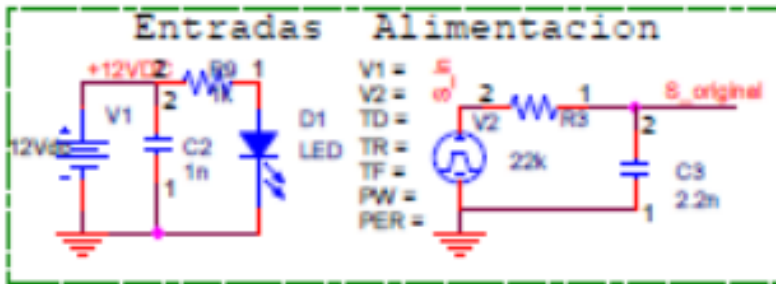 Entradas Alimentacion
+12VDC
2
R9
1
1k
2
V1
12Vdc
C2
1n
1
D1
LED
V1 =
V2 =
TD =
TR =
TF =
PW =
PER =
2
V2
1
R3
22k
S_original
2
C3
2.2n
1